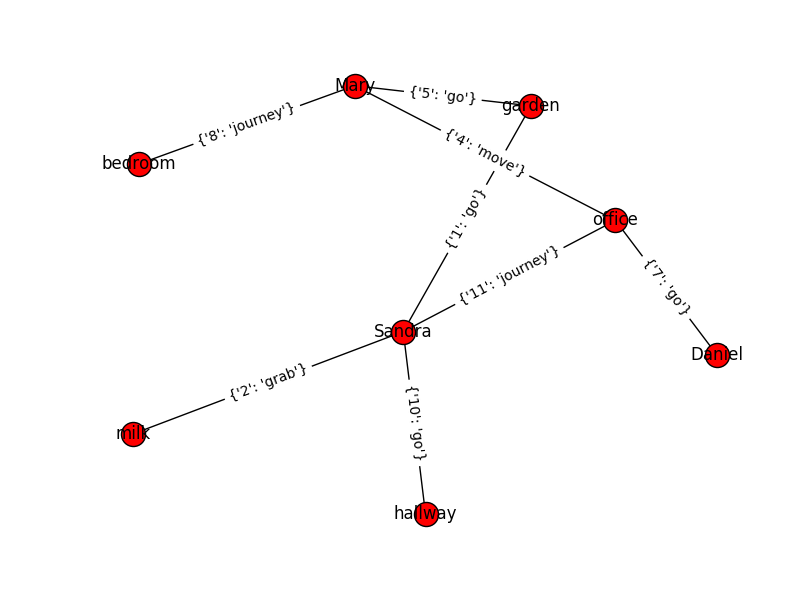 Mary
{'5': 'go'}
garden
{'8': 'journey'}
{'4': 'move'}
bedroom
{'1': 'go'}
office
{'11': 'journey'}
{'7': 'go'}
Sandra
Daniel
{'2': 'grab'}
{'10': 'go'}
milk
hallway